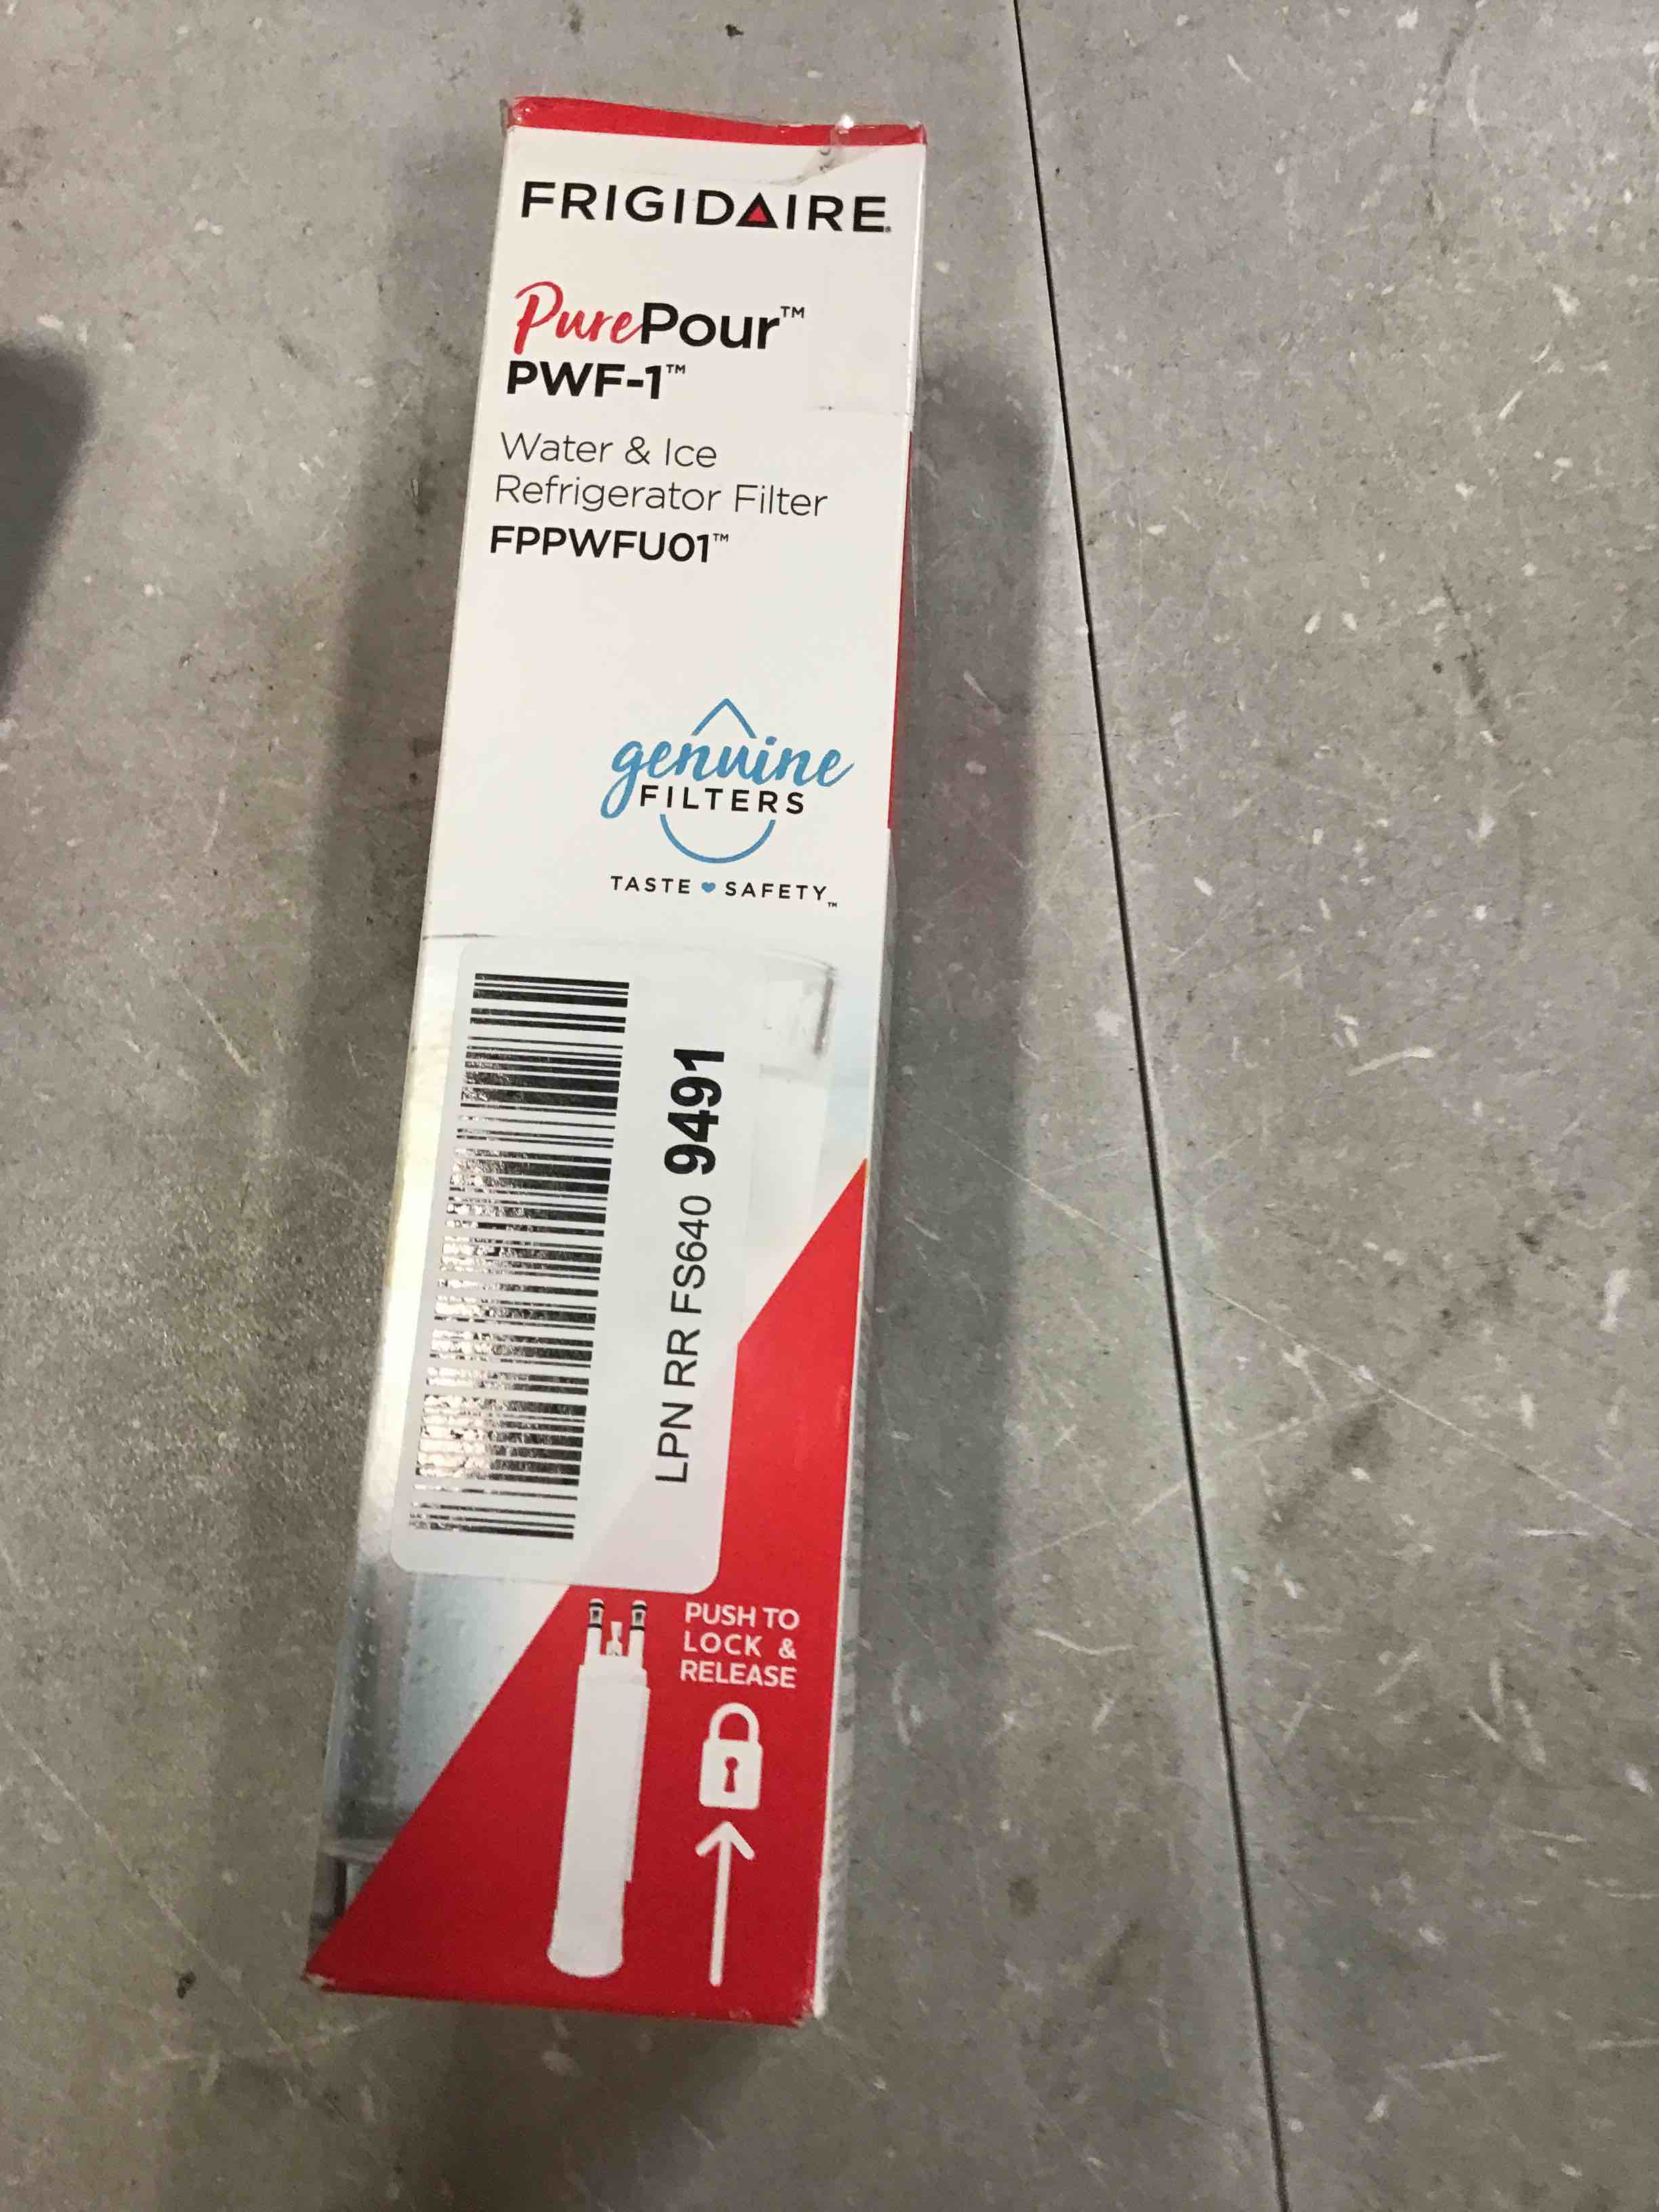 FRIGIDAIRE®
PurePour™
PWF-1™
Water & Ice
Refrigerator Filter
FPPWFU01™
genuine
FILTERS
TASTE SAFETY™
LPN RR FS640 9491
PUSH TO
LOCK &
RELEASE